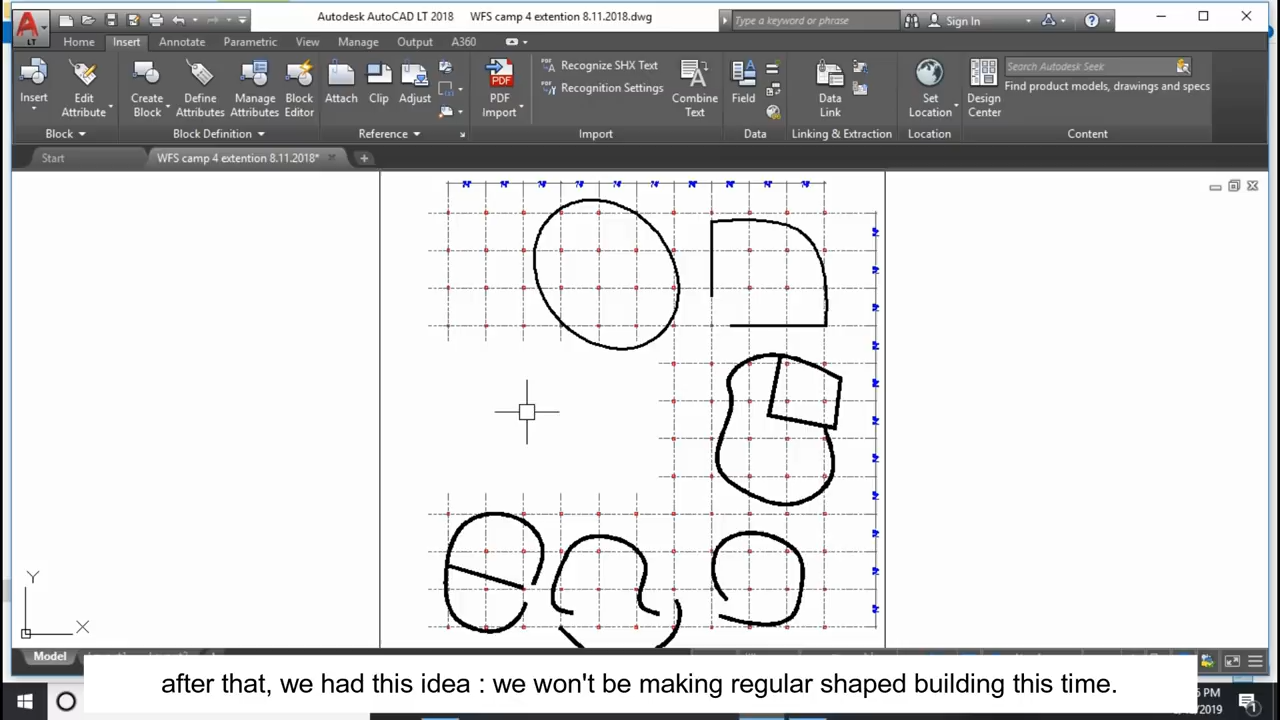 Autodesk AutoCAD LT 2018 WFS camp 4 extention 8.11.2018.dwg
Type a keyword or phrase
Sign In
LT
Home Insert Annotate Parametric View Manage Output A360
Insert
Edit Attribute
Create Block
Define Attributes
Manage Attributes
Block Editor
Attach
Clip
Adjust
PDF Import
Recognize SHX Text
Recognition Settings
Combine Text
Field
Data Link
Set Location
Design Center
Search Autodesk Seek
Find product models, drawings and specs
Block Block Definition Reference Import Data Linking & Extraction Location Content
Start WFS camp 4 extention 8.11.2018*
Y
X
Model
after that, we had this idea : we won't be making regular shaped building this time.